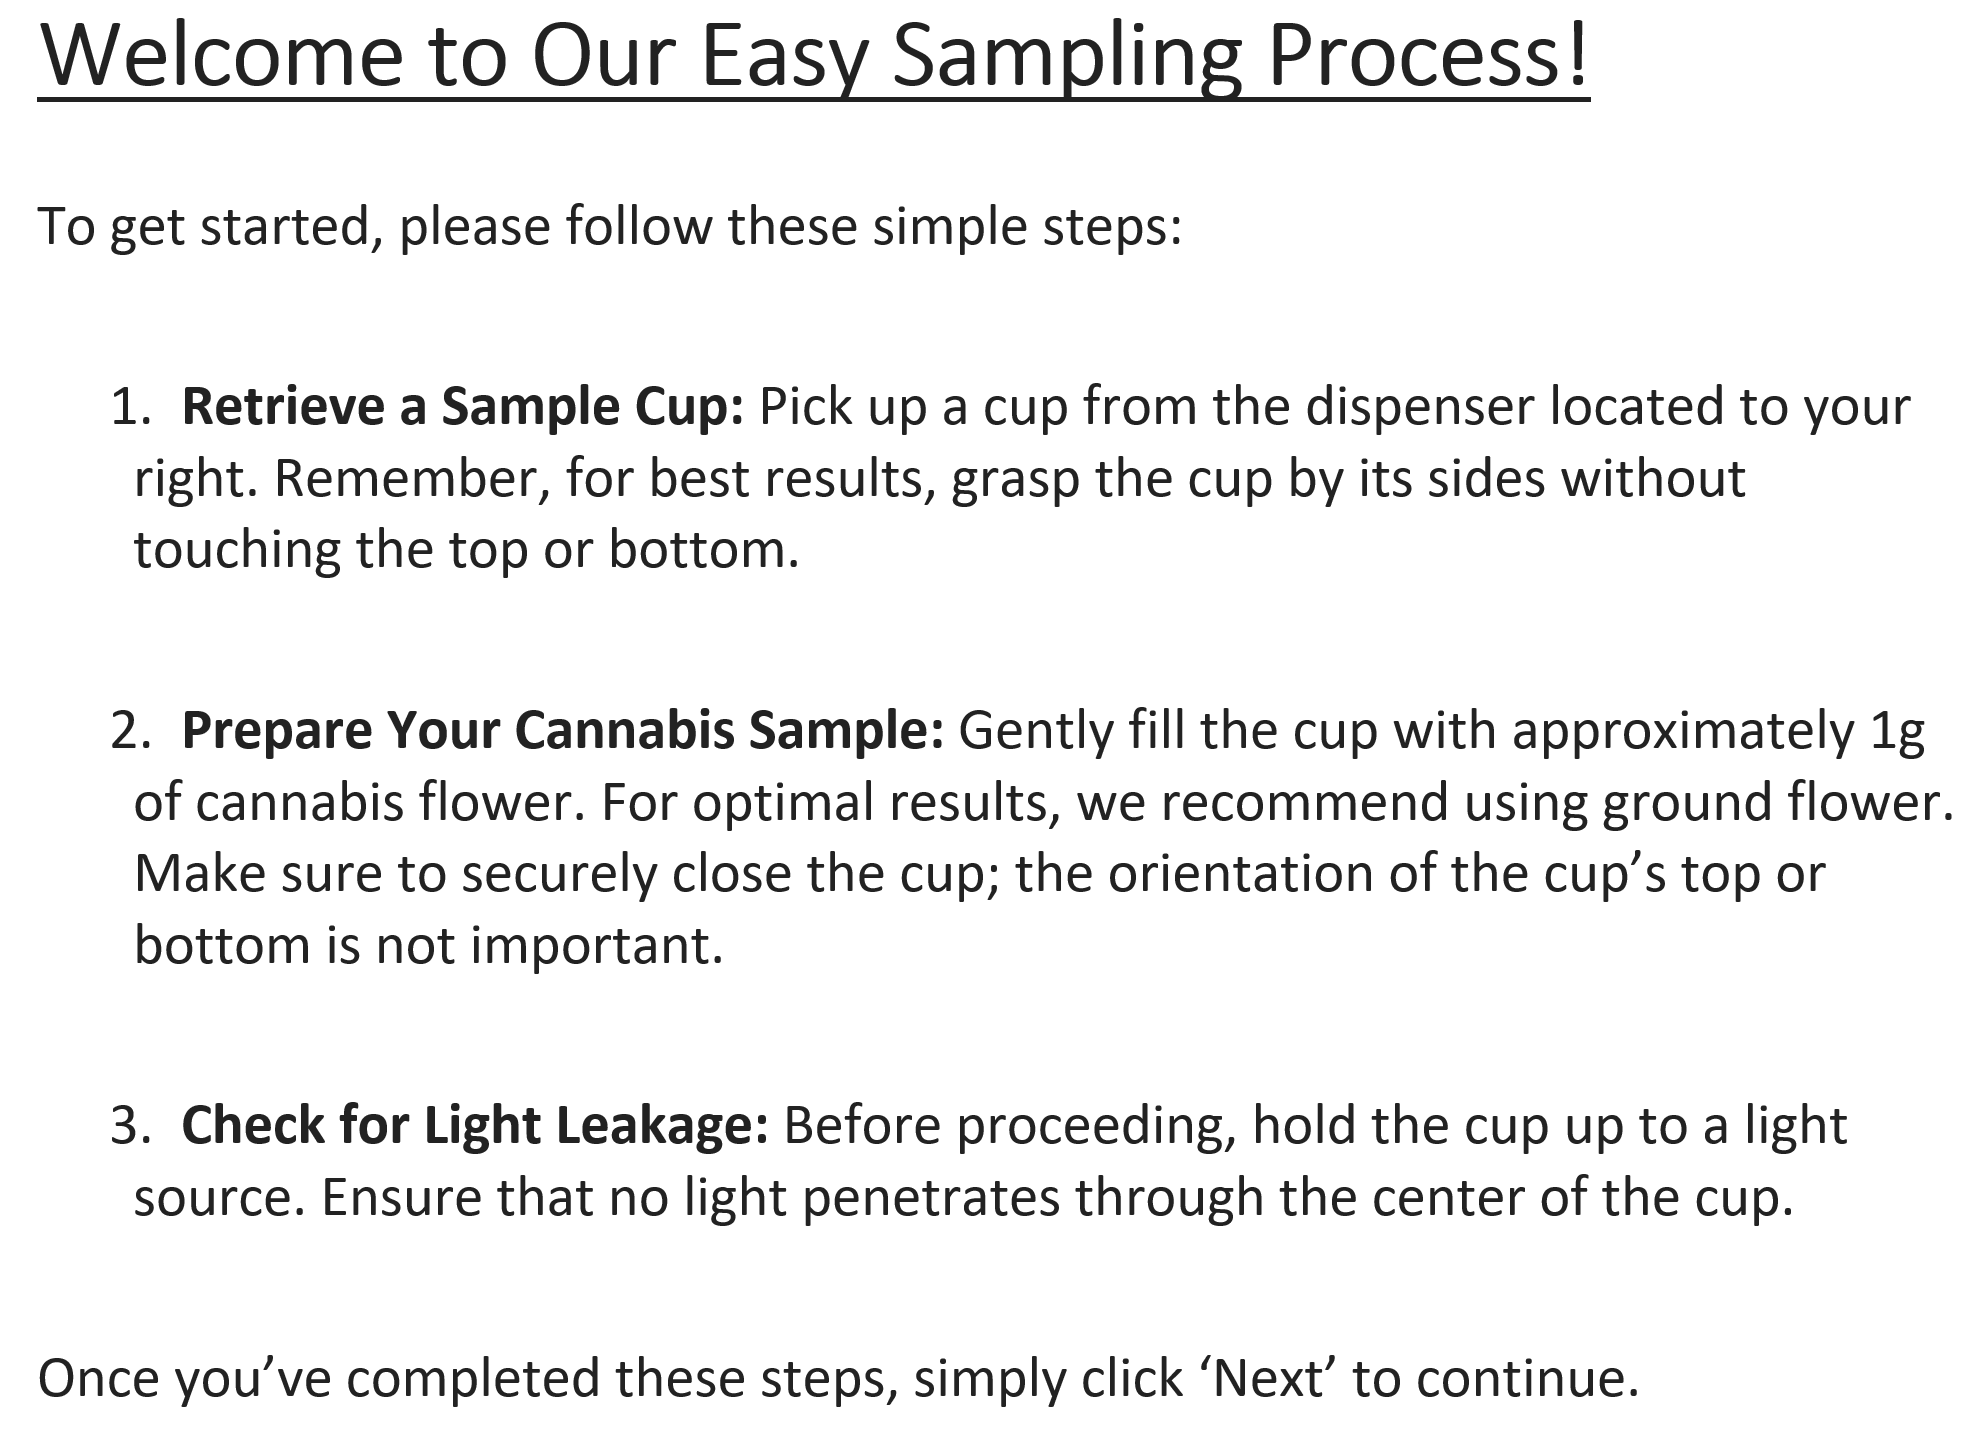 Welcome to Our Easy Sampling Process!
To get started, please follow these simple steps:
1. Retrieve a Sample Cup: Pick up a cup from the dispenser located to your
right. Remember, for best results, grasp the cup by its sides without
touching the top or bottom.
2. Prepare Your Cannabis Sample: Gently fill the cup with approximately 1g
of cannabis flower. For optimal results, we recommend using ground flower.
Make sure to securely close the cup; the orientation of the cup’s top or
bottom is not important.
3. Check for Light Leakage: Before proceeding, hold the cup up to a light
source. Ensure that no light penetrates through the center of the cup.
Once you’ve completed these steps, simply click ‘Next’ to continue.